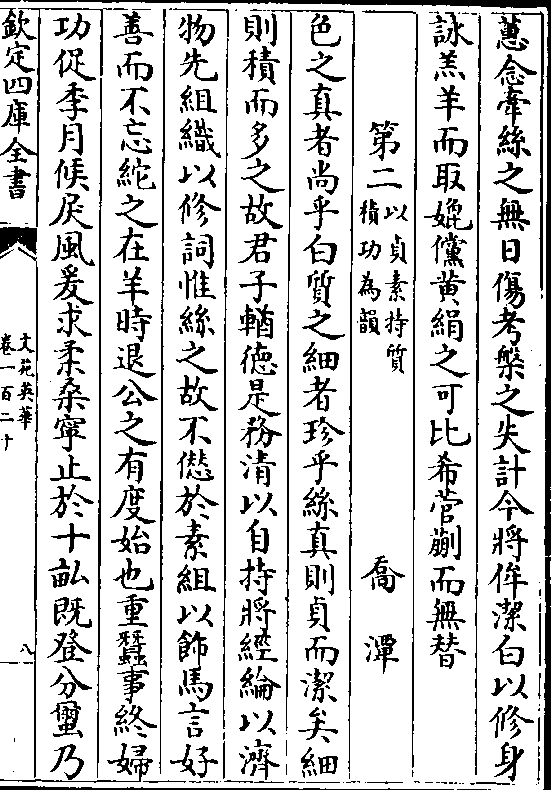 蔥念牽絲之無日傷考槃之失計今將侔潔白以修身
詠羔羊而取媲儻黄絹之可比希菅蒯而無替
第二以貞素持質積功為韻 喬潭
色之真者尚乎白質之細者珍乎絲真則貞而潔矣細
則積而多之故君子輶徳是務清以自持將經綸以濟
物先組織以修詞惟絲之故不愆於素組以飾馬言好
善而不忘紽之在羊時退公之有度始也重蠶事終婦
功促季月候戾風爰求柔桑寧止於十畝既登分蠒乃
欽定四庫全書
文苑英華
卷一百二十
八